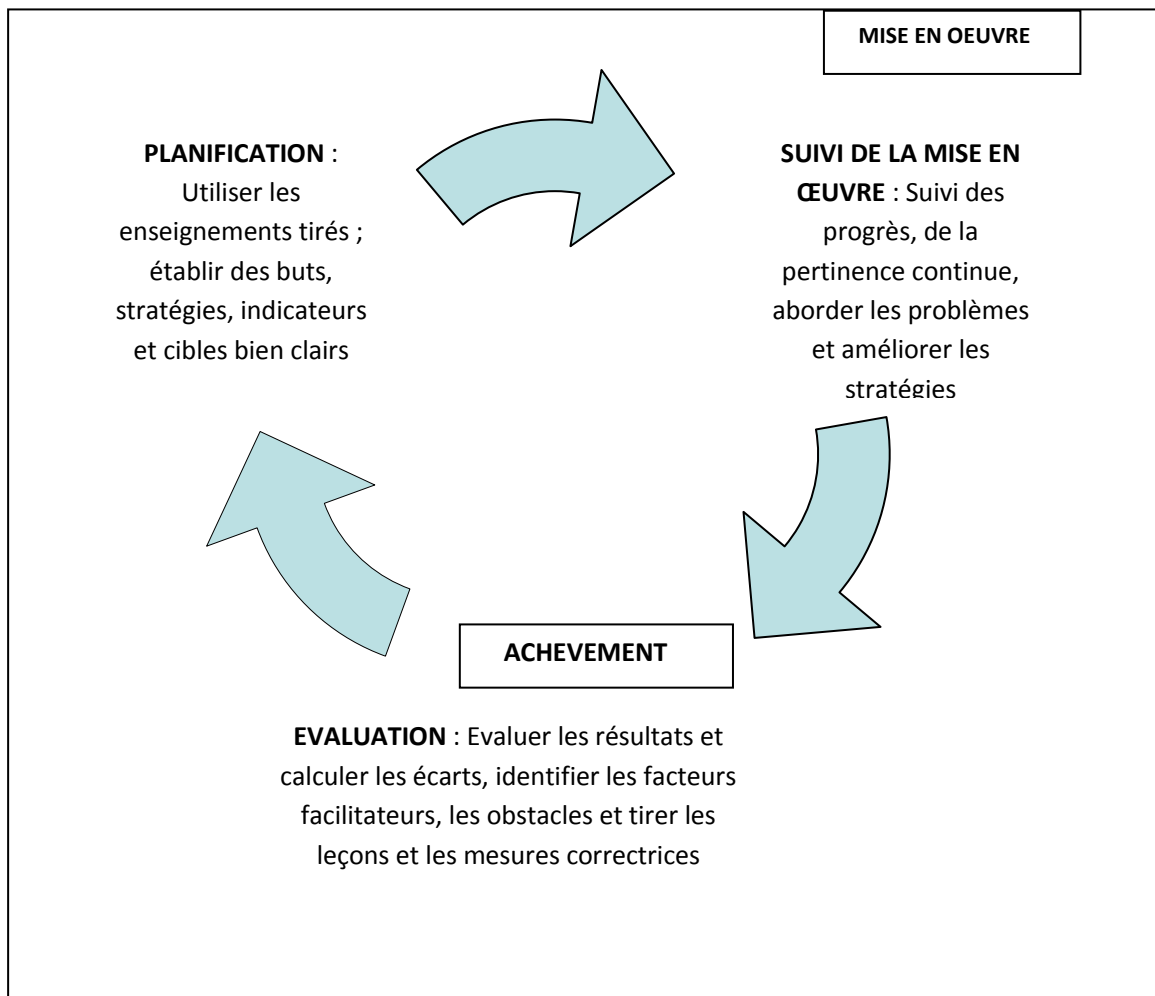 MISE EN OEUVRE
PLANIFICATION :
Utiliser les
enseignements tirés ;
établir des buts,
stratégies, indicateurs
et cibles bien clairs
SUIVI DE LA MISE EN
ŒUVRE : Suivi des
progrès, de la
pertinence continue,
aborder les problèmes
et améliorer les
stratégies
ACHEVEMENT
EVALUATION : Evaluer les résultats et
calculer les écarts, identifier les facteurs
facilitateurs, les obstacles et tirer les
leçons et les mesures correctrices